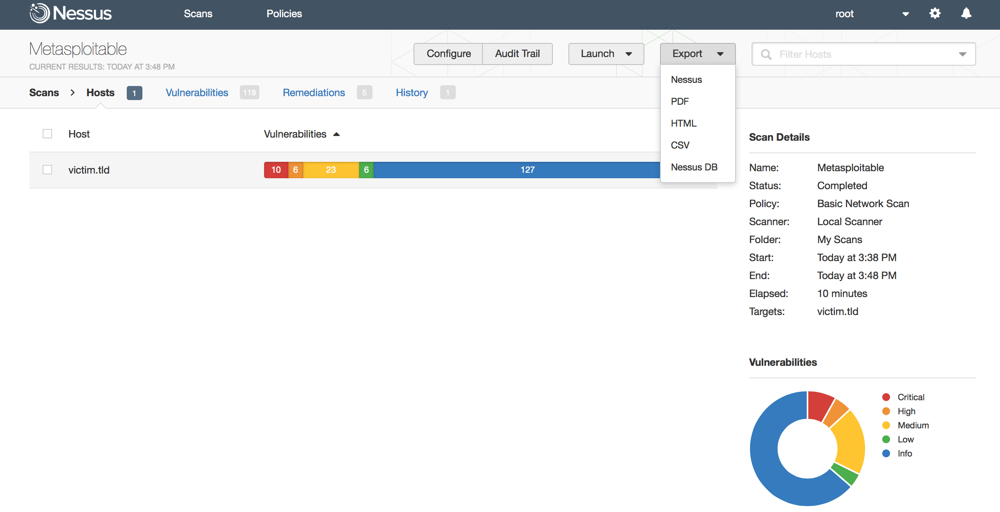 Nessus Scans Policies root
Metasploitable
CURRENT RESULTS: TODAY AT 3:48 PM
Configure Audit Trail Launch Export Filter Hosts
Nessus
PDF
HTML
CSV
Nessus DB
Scans > Hosts 1 Vulnerabilities 118 Remediations 5 History 1
Host Vulnerabilities
victim.tld 10 6 23 6 127
Scan Details
Name: Metasploitable
Status: Completed
Policy: Basic Network Scan
Scanner: Local Scanner
Folder: My Scans
Start: Today at 3:38 PM
End: Today at 3:48 PM
Elapsed: 10 minutes
Targets: victim.tld
Vulnerabilities
Critical
High
Medium
Low
Info